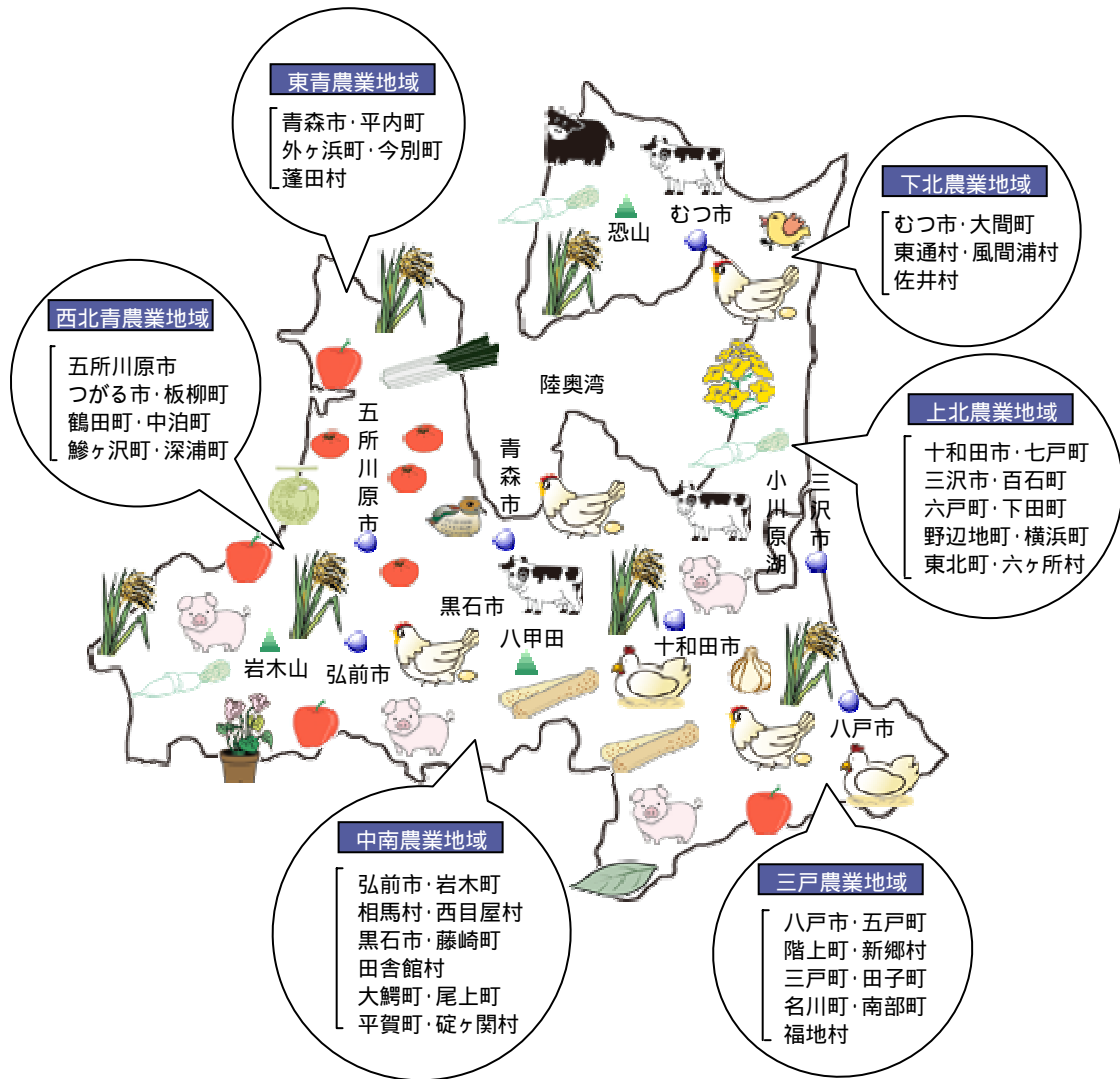 東青農業地域
青森市・平内町
外ヶ浜町・今別町
蓬田村
下北農業地域
むつ市・大間町
東通村・風間浦村
佐井村
西北青農業地域
五所川原市
つがる市・板柳町
鶴田町・中泊町
鰺ヶ沢町・深浦町
上北農業地域
十和田市・七戸町
三沢市・百石町
六戸町・下田町
野辺地町・横浜町
東北町・六ヶ所村
むつ市
恐山
陸奥湾
五所川原市
青森市
小川原湖
三沢市
黒石市
八甲田
十和田市
岩木山
弘前市
八戸市
中南農業地域
弘前市・岩木町
相馬村・西目屋村
黒石市・藤崎町
田舎館村
大鰐町・尾上町
平賀町・碇ヶ関村
三戸農業地域
八戸市・五戸町
階上町・新郷村
三戸町・田子町
名川町・南部町
福地村